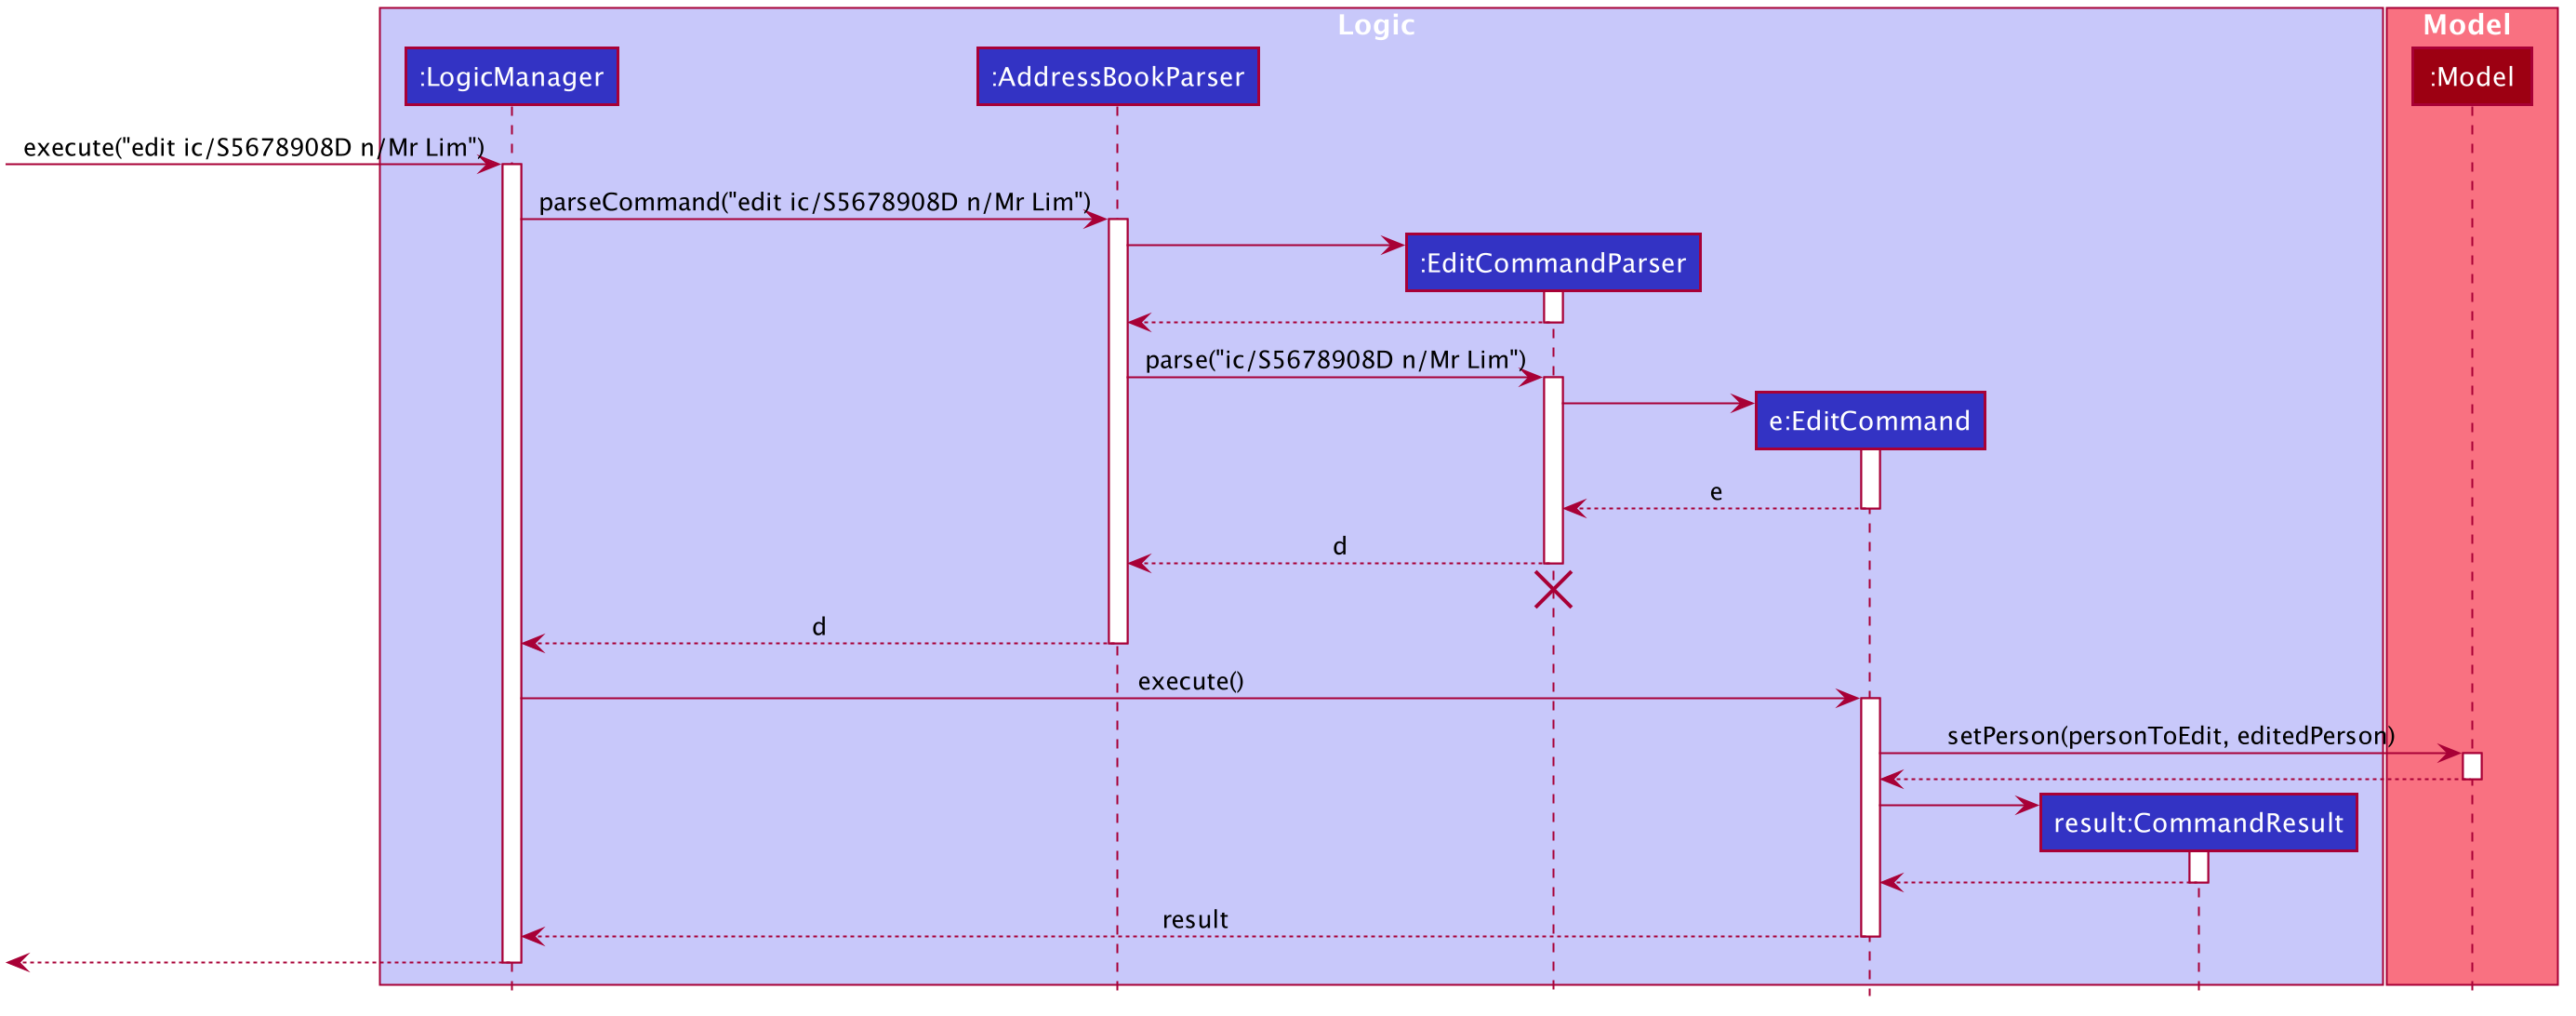 Logic
Model
:LogicManager
:AddressBookParser
:Model
execute("edit ic/S5678908D n/Mr Lim")
parseCommand("edit ic/S5678908D n/Mr Lim")
:EditCommandParser
parse("ic/S5678908D n/Mr Lim")
e:EditCommand
e
d
d
execute()
setPerson(personToEdit, editedPerson)
result:CommandResult
result